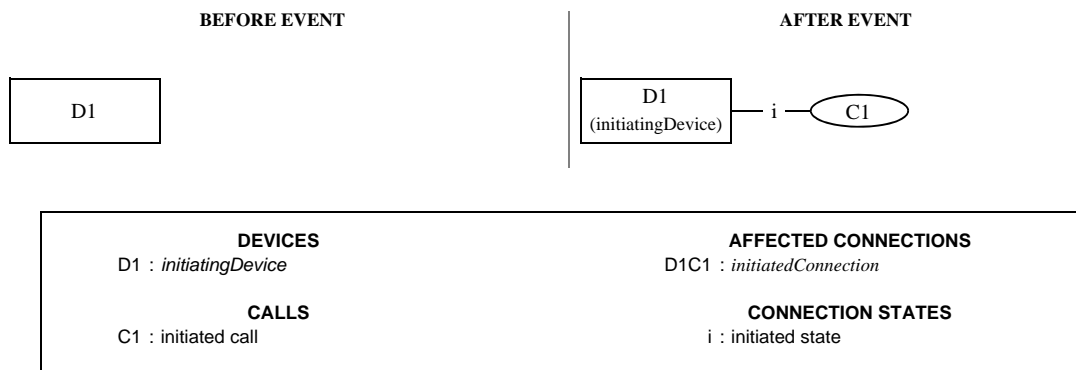 BEFORE EVENT
AFTER EVENT
D1
D1
(initiatingDevice)
i
C1
DEVICES
D1 : initiatingDevice
AFFECTED CONNECTIONS
D1C1 : initiatedConnection
CALLS
C1 : initiated call
CONNECTION STATES
i : initiated state